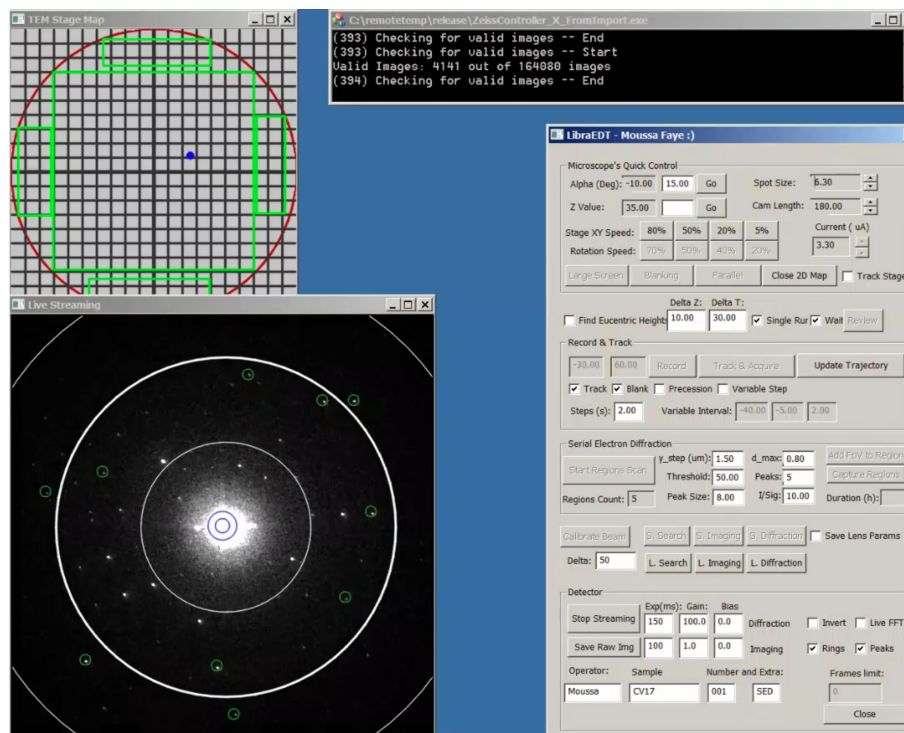 TEM Stage Map
C:\remotetemp\release\ZeissController_X_FromImport.exe
(393) Checking for valid images -- End
(393) Checking for valid images -- Start
Valid Images: 4141 out of 164080 images
(394) Checking for valid images -- End
LibraEDT - Moussa Faye :)
Microscope's Quick Control
Alpha (Deg): -10.00 15.00 Go Spot Size: 6.30
Z Value: 35.00 Go Cam Length: 180.00
Stage XY Speed: 80% 50% 20% 5% Current ( uA)
Rotation Speed: 70% 50% 40% 20% 3.30
Large Screen Blanking Parallel Close 2D Map Track Stage
Live Streaming
Delta Z: Delta T:
Find Eucentric Height: 10.00 30.00 Single Rur Wait Review
Record & Track
-30.00 60.00 Record Track & Acquire Update Trajectory
Track Blank Precession Variable Step
Steps (s): 2.00 Variable Interval: -40.00 -5.00 2.00
Serial Electron Diffraction
Start Regions Scan y_step (um): 1.50 d_max: 0.80 Add FoV to Region
Threshold: 50.00 Peaks: 5 Capture Regions
Regions Count: 5 Peak Size: 8.00 I/Sig: 10.00 Duration (h):
Calibrate Beam S. Search S. Imaging S. Diffraction Save Lens Params
Delta: 50 L. Search L. Imaging L. Diffraction
Detector
Exp(ms): Gain: Bias
Stop Streaming 150 100.0 0.0 Diffraction Invert Live FFT
Save Raw Img 100 1.0 0.0 Imaging Rings Peaks
Operator: Sample Number and Extra: Frames limit:
Moussa CV17 001 SED 0
Close